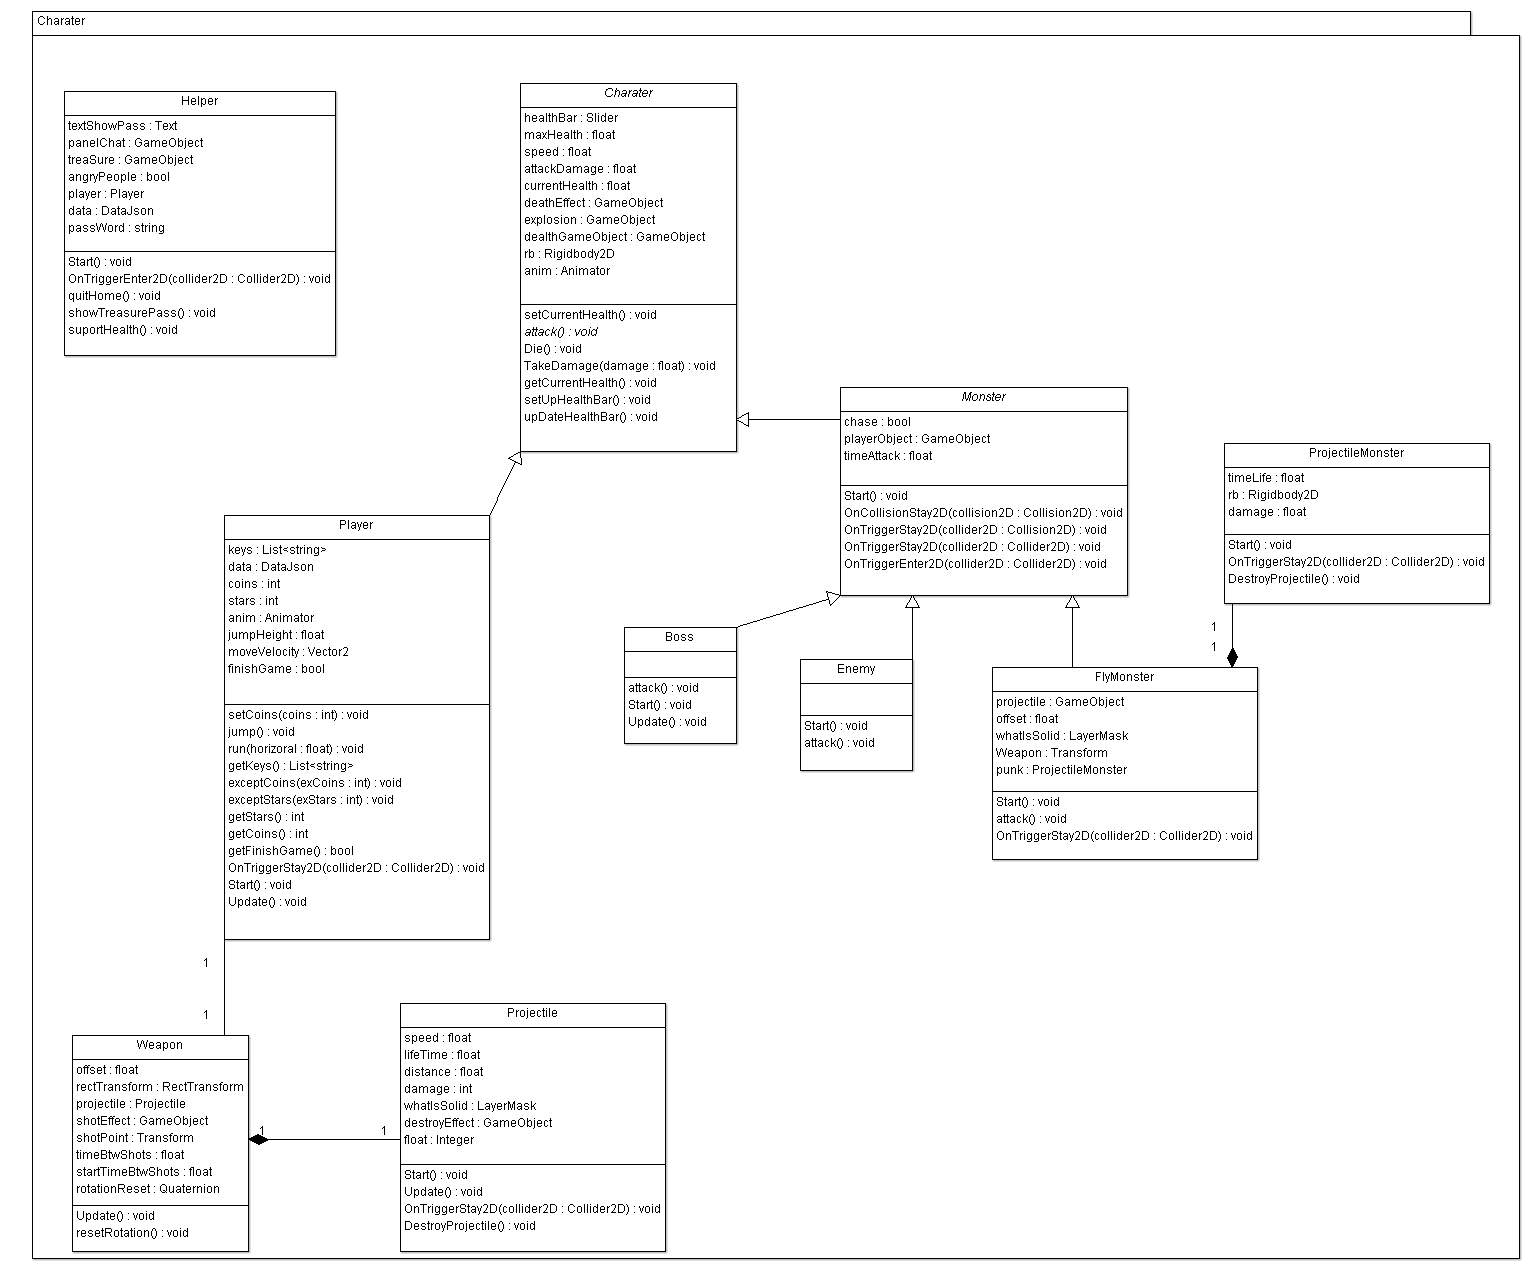 Charater
Helper
textShowPass : Text
panelChat : GameObject
treaSure : GameObject
angryPeople : bool
player : Player
data : DataJson
passWord : string
Start() : void
OnTriggerEnter2D(collider2D : Collider2D) : void
quitHome() : void
showTreasurePass() : void
suportHealth() : void
Charater
healthBar : Slider
maxHealth : float
speed : float
attackDamage : float
currentHealth : float
deathEffect : GameObject
explosion : GameObject
dealthGameObject : GameObject
rb : Rigidbody2D
anim : Animator
setCurrentHealth() : void
attack() : void
Die() : void
TakeDamage(damage : float) : void
getCurrentHealth() : void
setUpHealthBar() : void
upDateHealthBar() : void
Monster
chase : bool
playerObject : GameObject
timeAttack : float
Start() : void
OnCollisionStay2D(collision2D : Collision2D) : void
OnTriggerStay2D(collider2D : Collision2D) : void
OnTriggerStay2D(collider2D : Collider2D) : void
OnTriggerEnter2D(collider2D : Collider2D) : void
ProjectileMonster
timeLife : float
rb : Rigidbody2D
damage : float
Start() : void
OnTriggerStay2D(collider2D : Collider2D) : void
DestroyProjectile() : void
1
1
Player
keys : List<string>
data : DataJson
coins : int
stars : int
anim : Animator
jumpHeight : float
moveVelocity : Vector2
finishGame : bool
setCoins(coins : int) : void
jump() : void
run(horizoral : float) : void
getKeys() : List<string>
exceptCoins(exCoins : int) : void
exceptStars(exStars : int) : void
getStars() : int
getCoins() : int
getFinishGame() : bool
OnTriggerStay2D(collider2D : Collider2D) : void
Start() : void
Update() : void
Boss
attack() : void
Start() : void
Update() : void
Enemy
Start() : void
attack() : void
FlyMonster
projectile : GameObject
offset : float
whatIsSolid : LayerMask
Weapon : Transform
punk : ProjectileMonster
Start() : void
attack() : void
OnTriggerStay2D(collider2D : Collider2D) : void
1
1
Weapon
offset : float
rectTransform : RectTransform
projectile : Projectile
shotEffect : GameObject
shotPoint : Transform
timeBtwShots : float
startTimeBtwShots : float
rotationReset : Quaternion
Update() : void
resetRotation() : void
1
1
Projectile
speed : float
lifeTime : float
distance : float
damage : int
whatIsSolid : LayerMask
destroyEffect : GameObject
float : Integer
Start() : void
Update() : void
OnTriggerStay2D(collider2D : Collider2D) : void
DestroyProjectile() : void